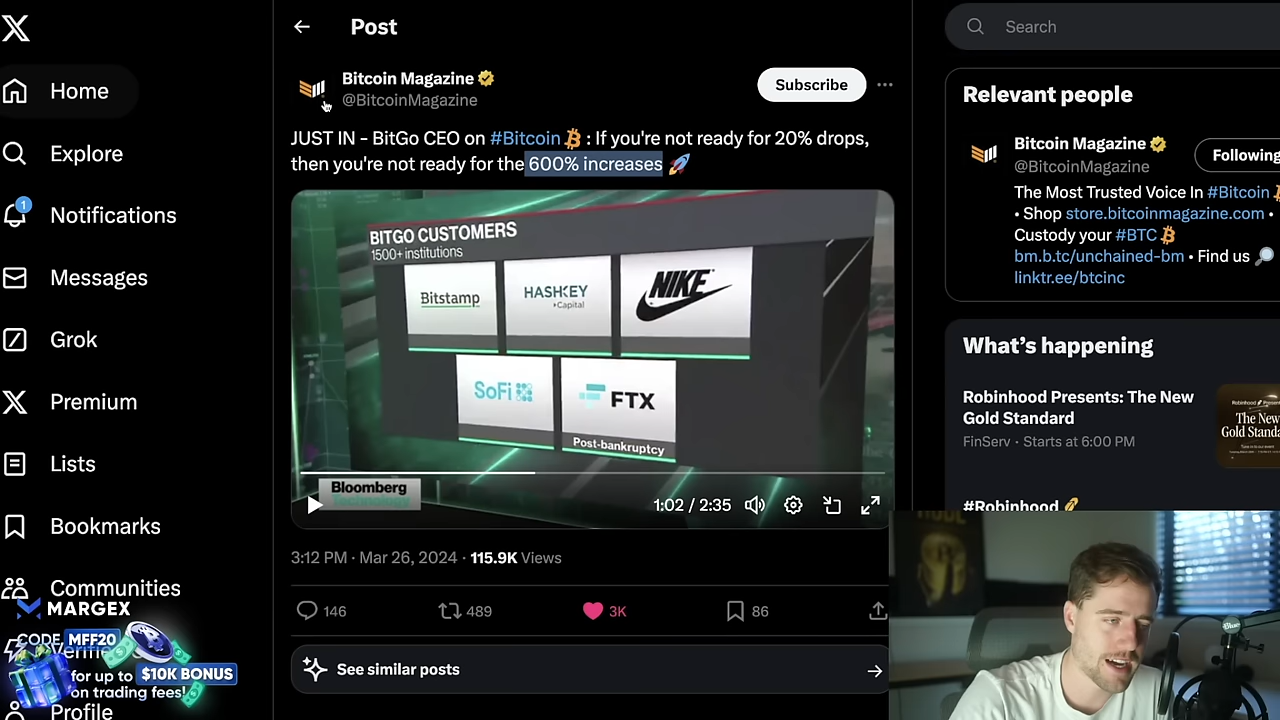 Home
Explore
1
Notifications
Messages
Grok
Premium
Lists
Bookmarks
Communities
Profile
MARGEX
CODE MFF20
for up to $10K BONUS
on trading fees!
Post
Bitcoin Magazine
@BitcoinMagazine
Subscribe
JUST IN - BitGo CEO on #Bitcoin : If you're not ready for 20% drops,
then you're not ready for the 600% increases 🚀
BITGO CUSTOMERS
1500+ institutions
Bitstamp
HASHKEY
Capital
NIKE
SoFi
FTX
Post-bankruptcy
Bloomberg
Technology
1:02 / 2:35
3:12 PM · Mar 26, 2024 · 115.9K Views
146
489
3K
86
See similar posts
Search
Relevant people
Bitcoin Magazine
@BitcoinMagazine
Following
The Most Trusted Voice In #Bitcoin
• Shop store.bitcoinmagazine.com •
Custody your #BTC
bm.b.tc/unchained-bm • Find us 🔎
linktr.ee/btcinc
What's happening
Robinhood Presents: The New
Gold Standard
FinServ · Starts at 6:00 PM
The New
Gold Standa
#Robinhood
Blue